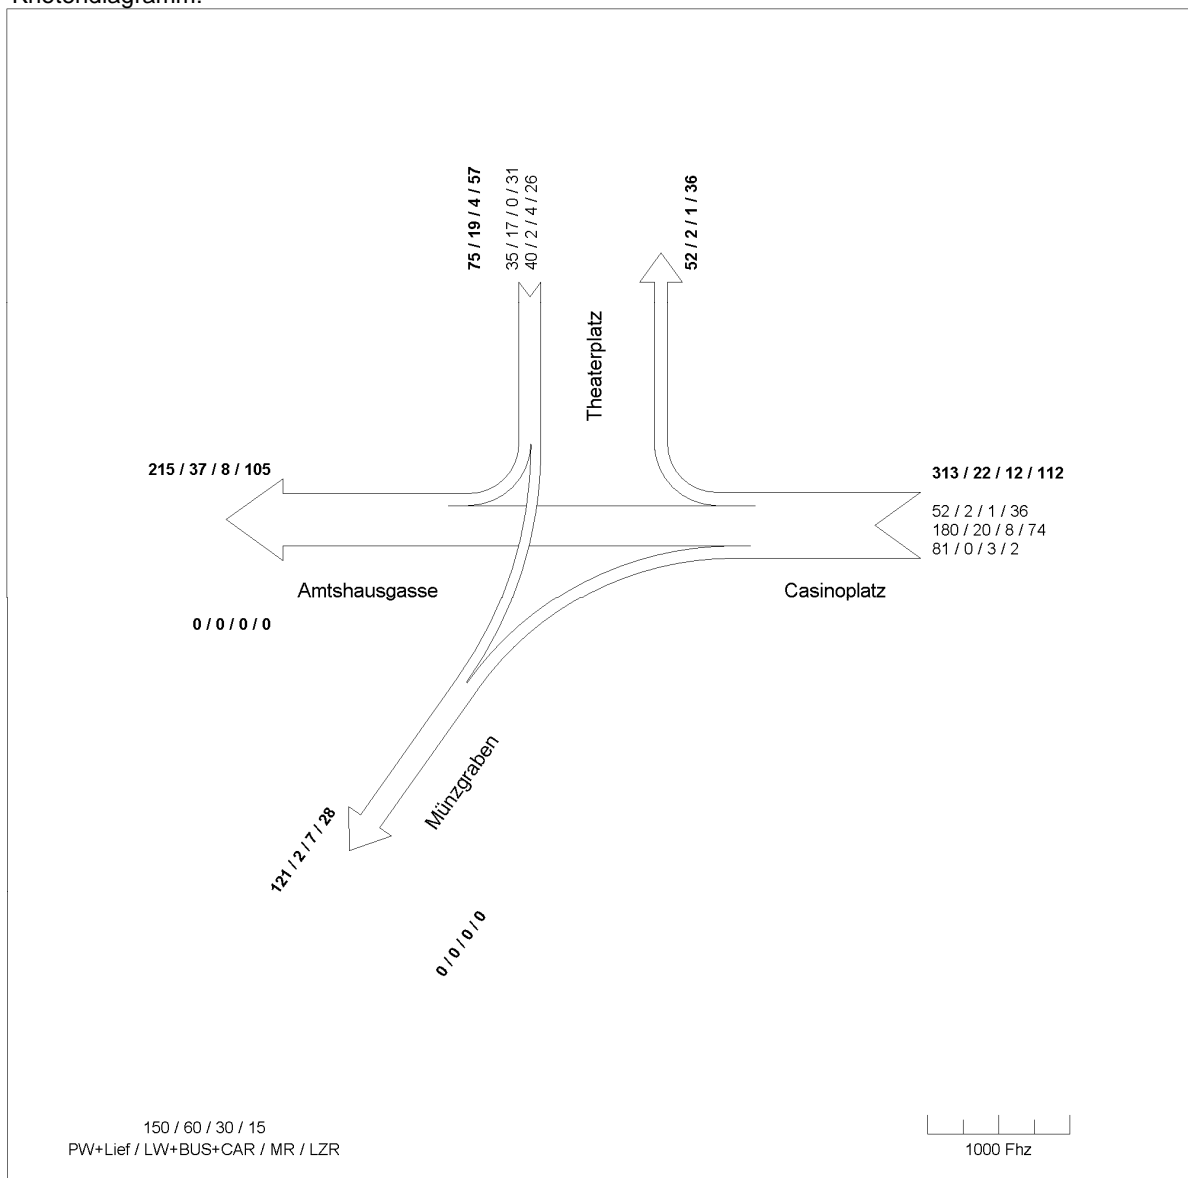 Knotendiagramm:
75 / 19 / 4 / 57
35 / 17 / 0 / 31
40 / 2 / 4 / 26
52 / 2 / 1 / 36
Theaterplatz
215 / 37 / 8 / 105
313 / 22 / 12 / 112
52 / 2 / 1 / 36
180 / 20 / 8 / 74
81 / 0 / 3 / 2
Amtshausgasse
Casinoplatz
0 / 0 / 0 / 0
Münzgraben
121 / 2 / 7 / 28
0 / 0 / 0 / 0
150 / 60 / 30 / 15
PW+Lief / LW+BUS+CAR / MR / LZR
1000 Fhz